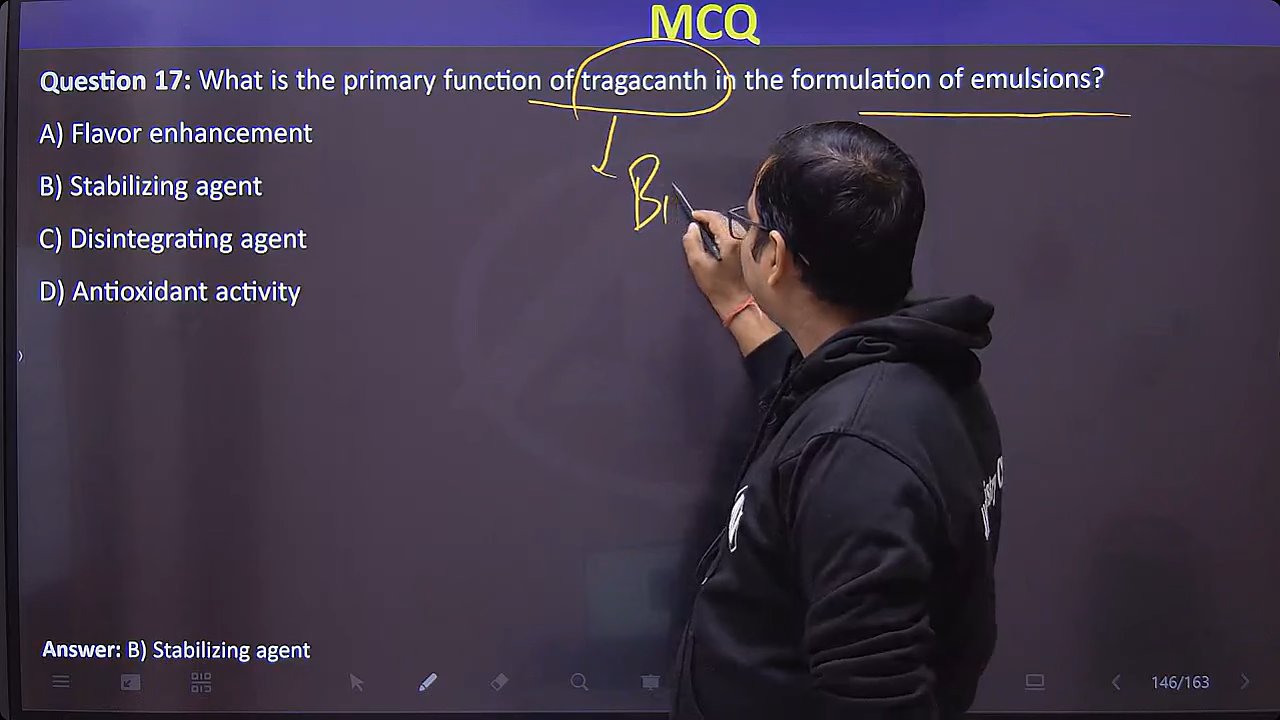 MCQ
Question 17: What is the primary function of tragacanth in the formulation of emulsions?
A) Flavor enhancement
B) Stabilizing agent
C) Disintegrating agent
D) Antioxidant activity
Answer: B) Stabilizing agent
146/163